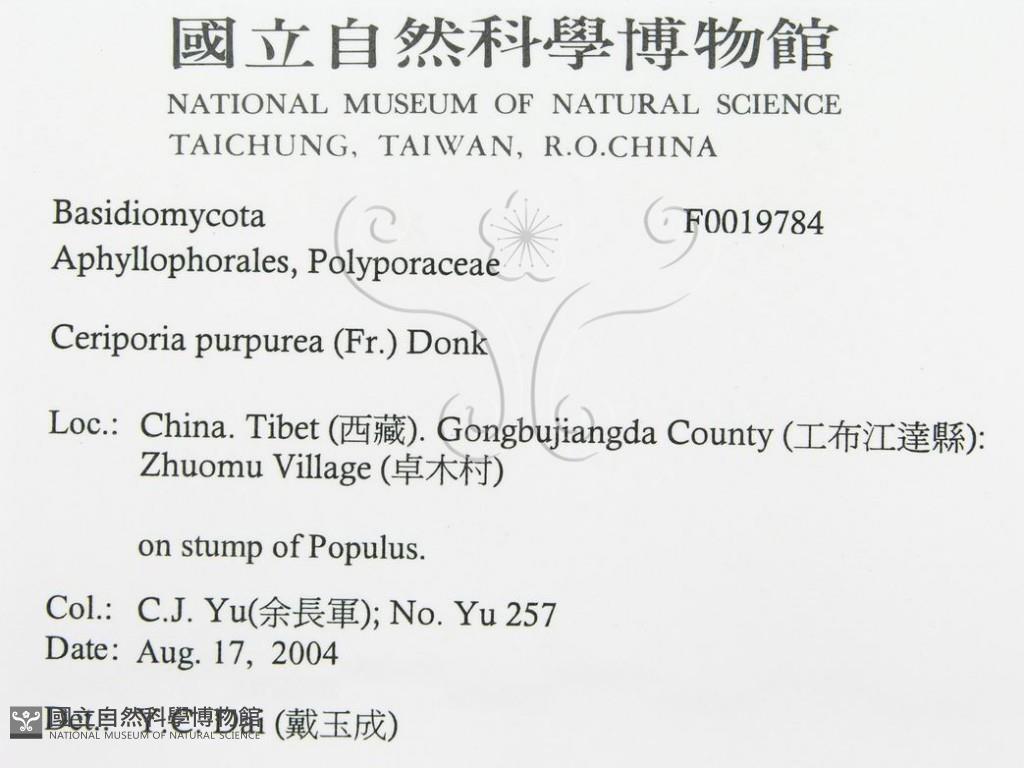 國立自然科學博物館
NATIONAL MUSEUM OF NATURAL SCIENCE
TAICHUNG, TAIWAN, R.O.CHINA
Basidiomycota F0019784
Aphyllophorales, Polyporaceae
Ceriporia purpurea (Fr.) Donk
Loc.: China. Tibet (西藏). Gongbujiangda County (工布江達縣):
Zhuomu Village (卓木村)
on stump of Populus.
Col.: C.J. Yu(余長軍); No. Yu 257
Date: Aug. 17, 2004
Det.: Y.C. Dai (戴玉成)
國立自然科學博物館
NATIONAL MUSEUM OF NATURAL SCIENCE